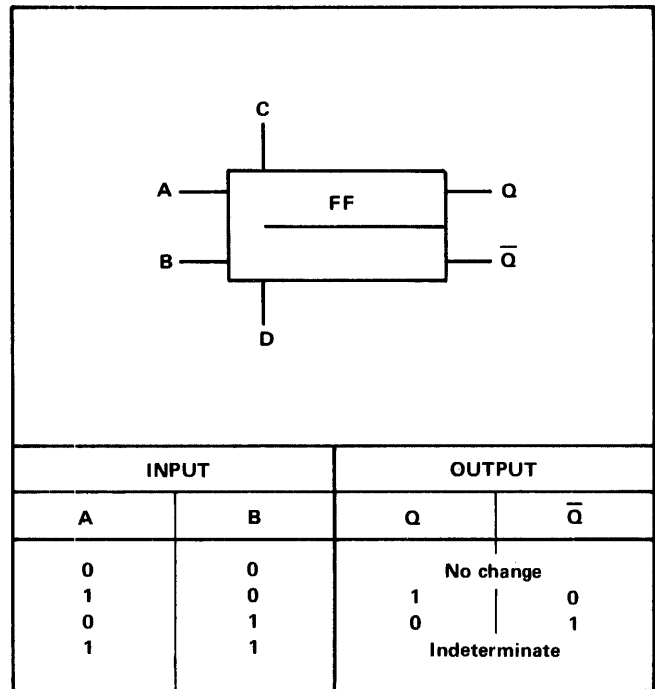 C
A FF Q
B Q̅
D
INPUT OUTPUT
A B Q Q̅
0 0 No change
1 0 1 0
0 1 0 1
1 1 Indeterminate